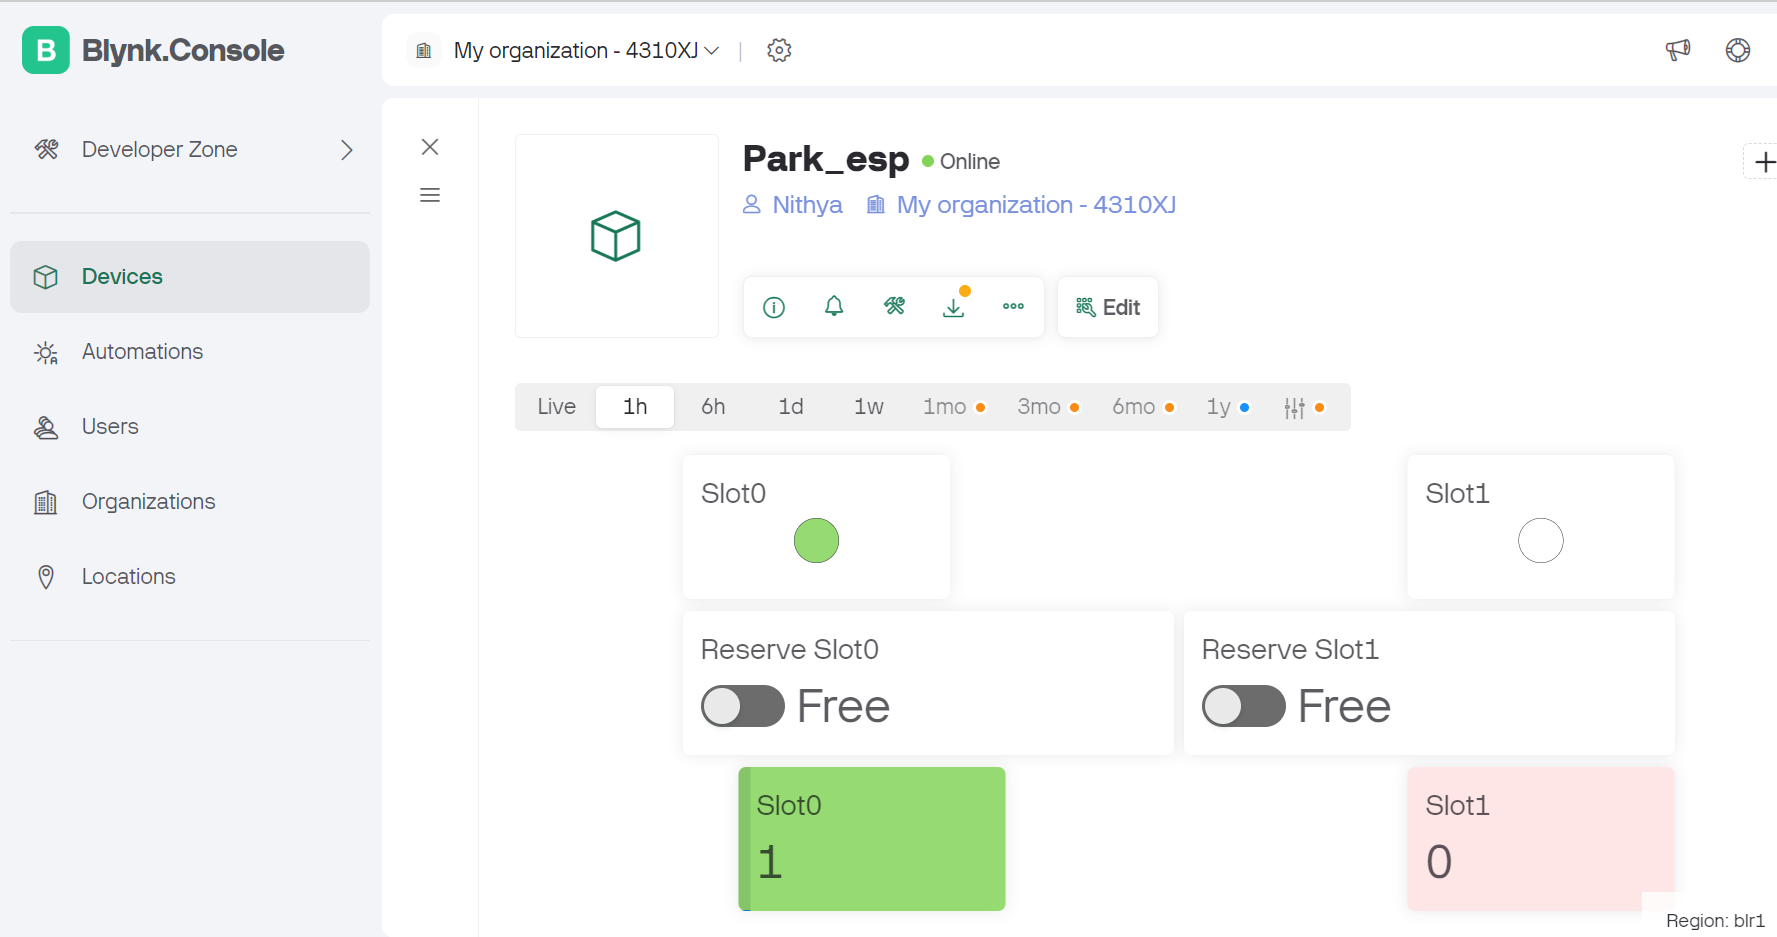 B Blynk.Console
My organization - 4310XJ
Developer Zone
Devices
Automations
Users
Organizations
Locations
Park_esp Online
Nithya My organization - 4310XJ
Edit
Live 1h 6h 1d 1w 1mo 3mo 6mo 1y
Slot0
Slot1
Reserve Slot0
Free
Reserve Slot1
Free
Slot0
1
Slot1
0
Region: blr1